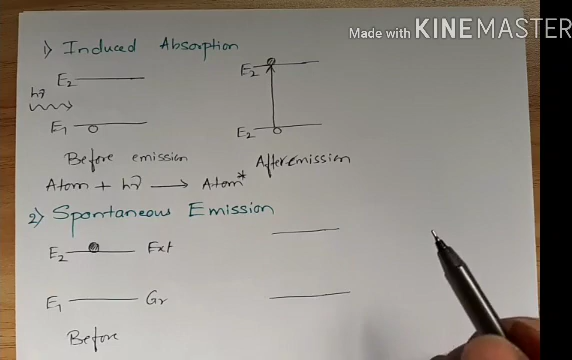 Made with KINEMASTER
1) Induced Absorption
E2
E2
hν
E1
E2
Before emission
After emission
Atom + hν → Atom*
2) Spontaneous Emission
E2 Ext
E1 Gr
Before